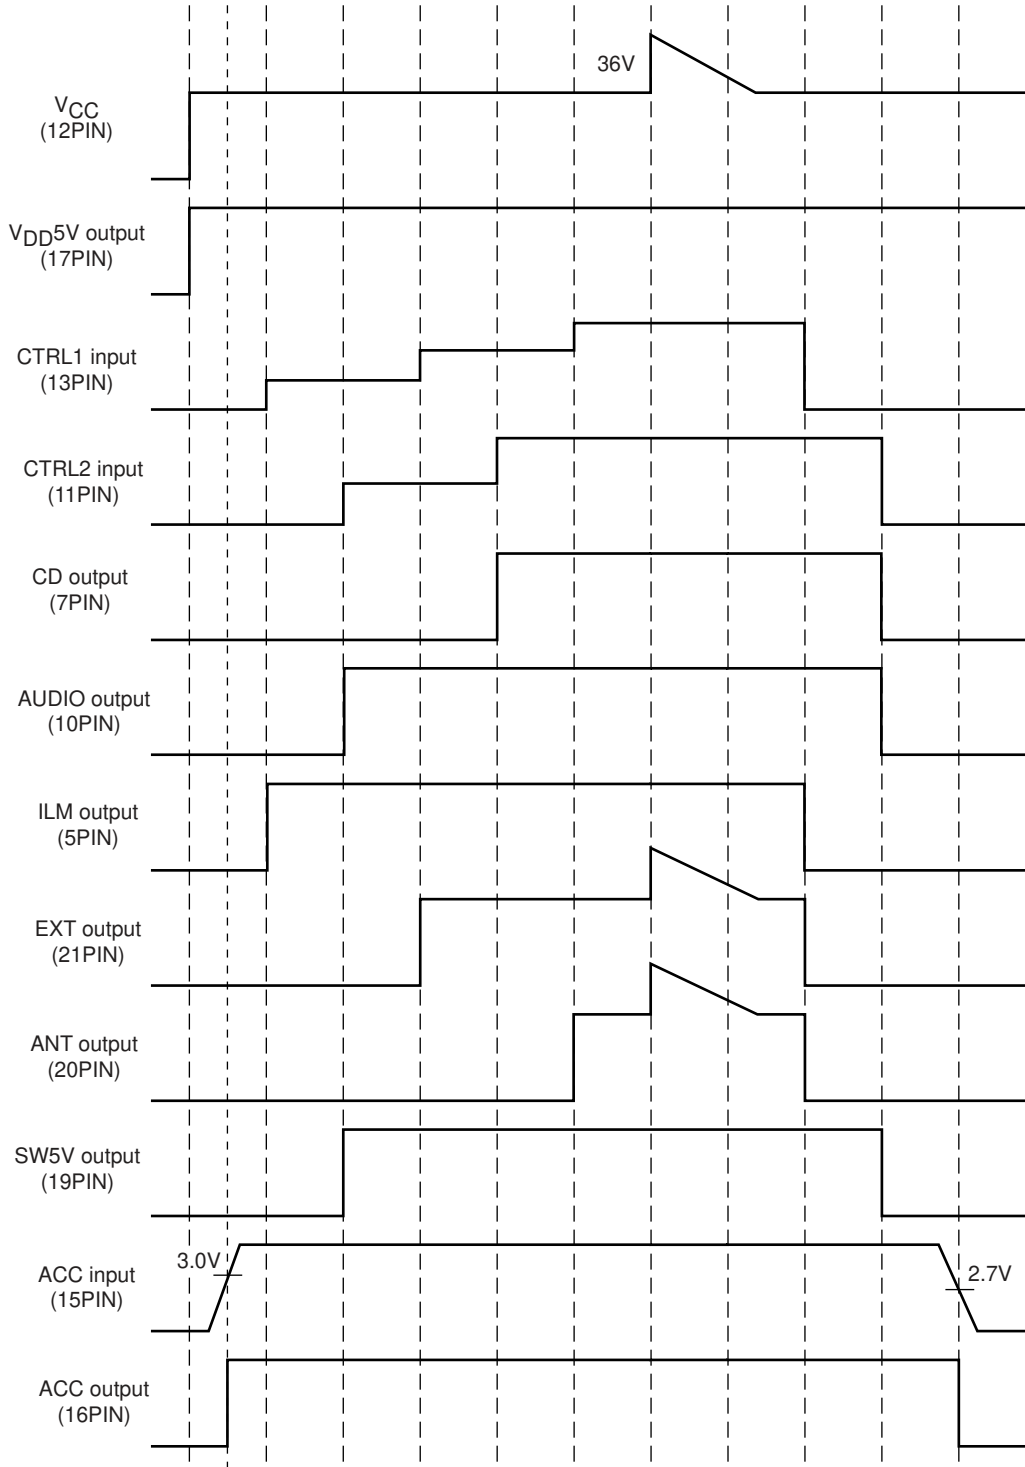 36V
VCC
(12PIN)
VDD5V output
(17PIN)
CTRL1 input
(13PIN)
CTRL2 input
(11PIN)
CD output
(7PIN)
AUDIO output
(10PIN)
ILM output
(5PIN)
EXT output
(21PIN)
ANT output
(20PIN)
SW5V output
(19PIN)
3.0V
ACC input
(15PIN)
2.7V
ACC output
(16PIN)